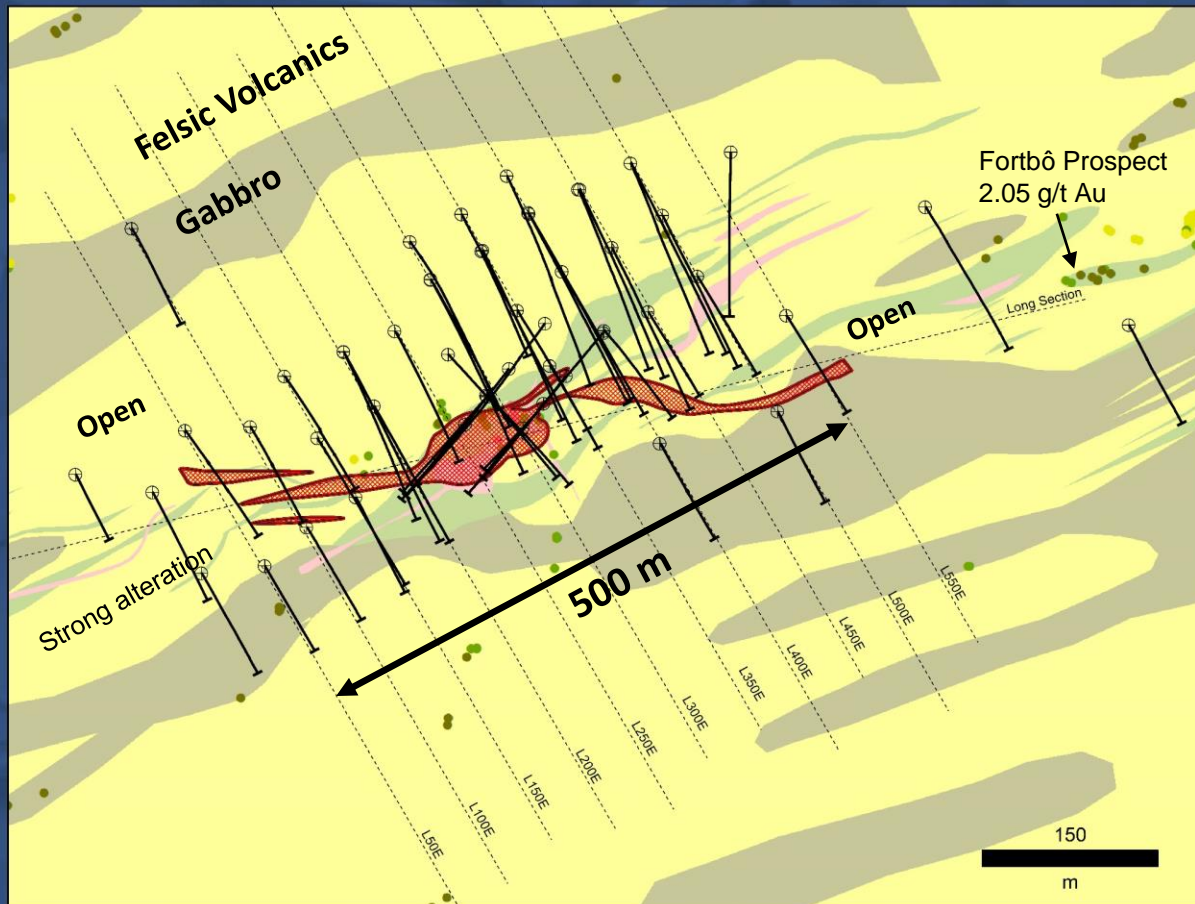 Felsic Volcanics
Gabbro
Fortbô Prospect
2.05 g/t Au
Long Section
Open
Open
Strong alteration
500 m
L550E
L500E
L450E
L400E
L350E
L300E
L250E
L200E
L150E
L100E
L50E
150
m